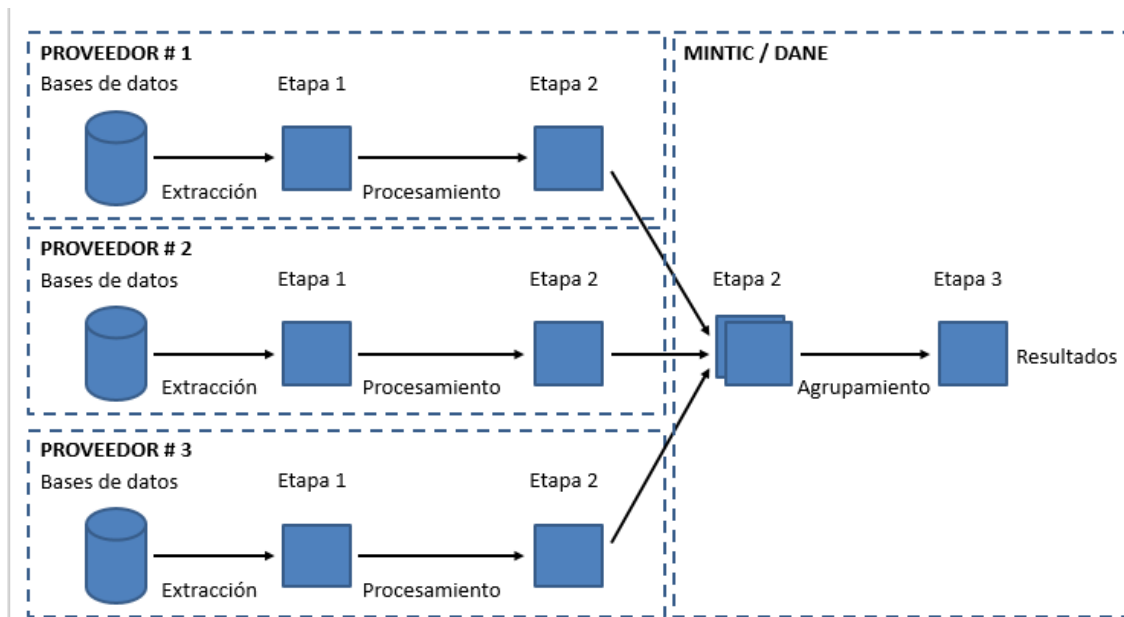 PROVEEDOR # 1
Bases de datos
Etapa 1
Etapa 2
Extracción
Procesamiento
PROVEEDOR # 2
Bases de datos
Etapa 1
Etapa 2
Extracción
Procesamiento
PROVEEDOR # 3
Bases de datos
Etapa 1
Etapa 2
Extracción
Procesamiento
MINTIC / DANE
Etapa 2
Etapa 3
Agrupamiento
Resultados